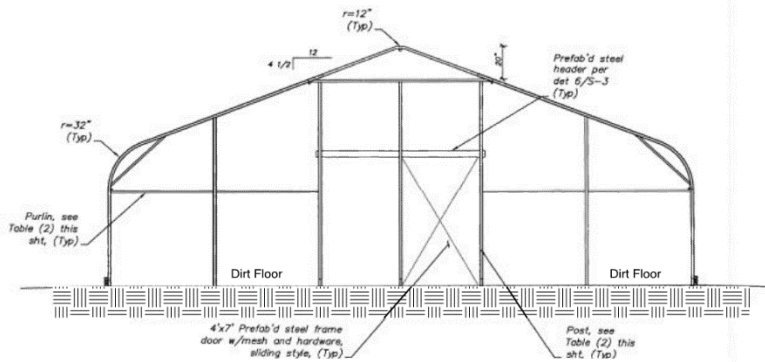 r=12"
(Typ)
12
4 1/2
20"
Prefab'd steel
header per
det 6/S-3
(Typ)
r=32"
(Typ)
Purlin, see
Table (2) this
sht, (Typ)
Dirt Floor
Dirt Floor
4'x7' Prefab'd steel frame
door w/mesh and hardware,
sliding style, (Typ)
Post, see
Table (2) this
sht. (Typ)